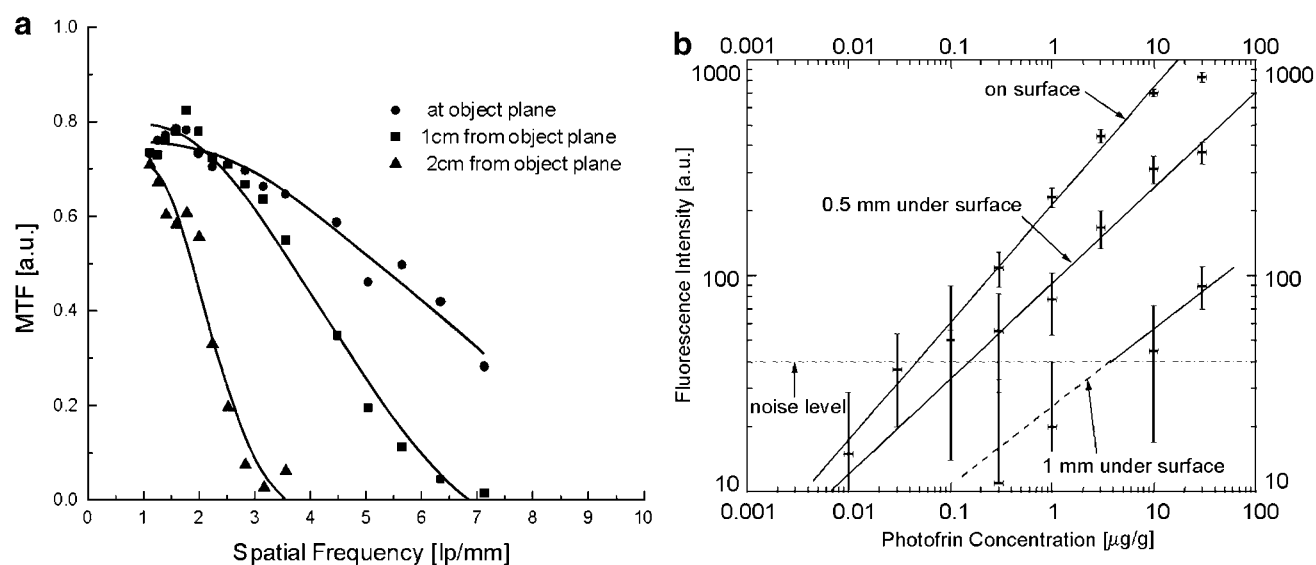 a
1.0
0.8
0.6
0.4
0.2
0.0
MTF [a.u.]
0 1 2 3 4 5 6 7 8 9 10
Spatial Frequency [lp/mm]
at object plane
1cm from object plane
2cm from object plane
b
0.001 0.01 0.1 1 10 100
1000
100
10
Fluorescence Intensity [a.u.]
1000
100
10
on surface
0.5 mm under surface
noise level
1 mm under surface
0.001 0.01 0.1 1 10 100
Photofrin Concentration [μg/g]